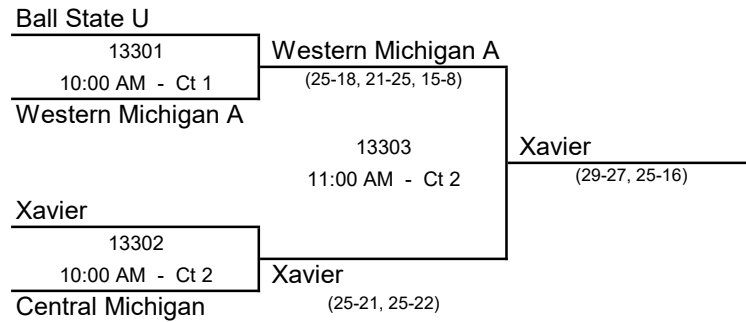 Ball State U
13301
10:00 AM - Ct 1
Western Michigan A
Western Michigan A
(25-18, 21-25, 15-8)
13303
11:00 AM - Ct 2
Xavier
(29-27, 25-16)
Xavier
13302
10:00 AM - Ct 2
Central Michigan
Xavier
(25-21, 25-22)